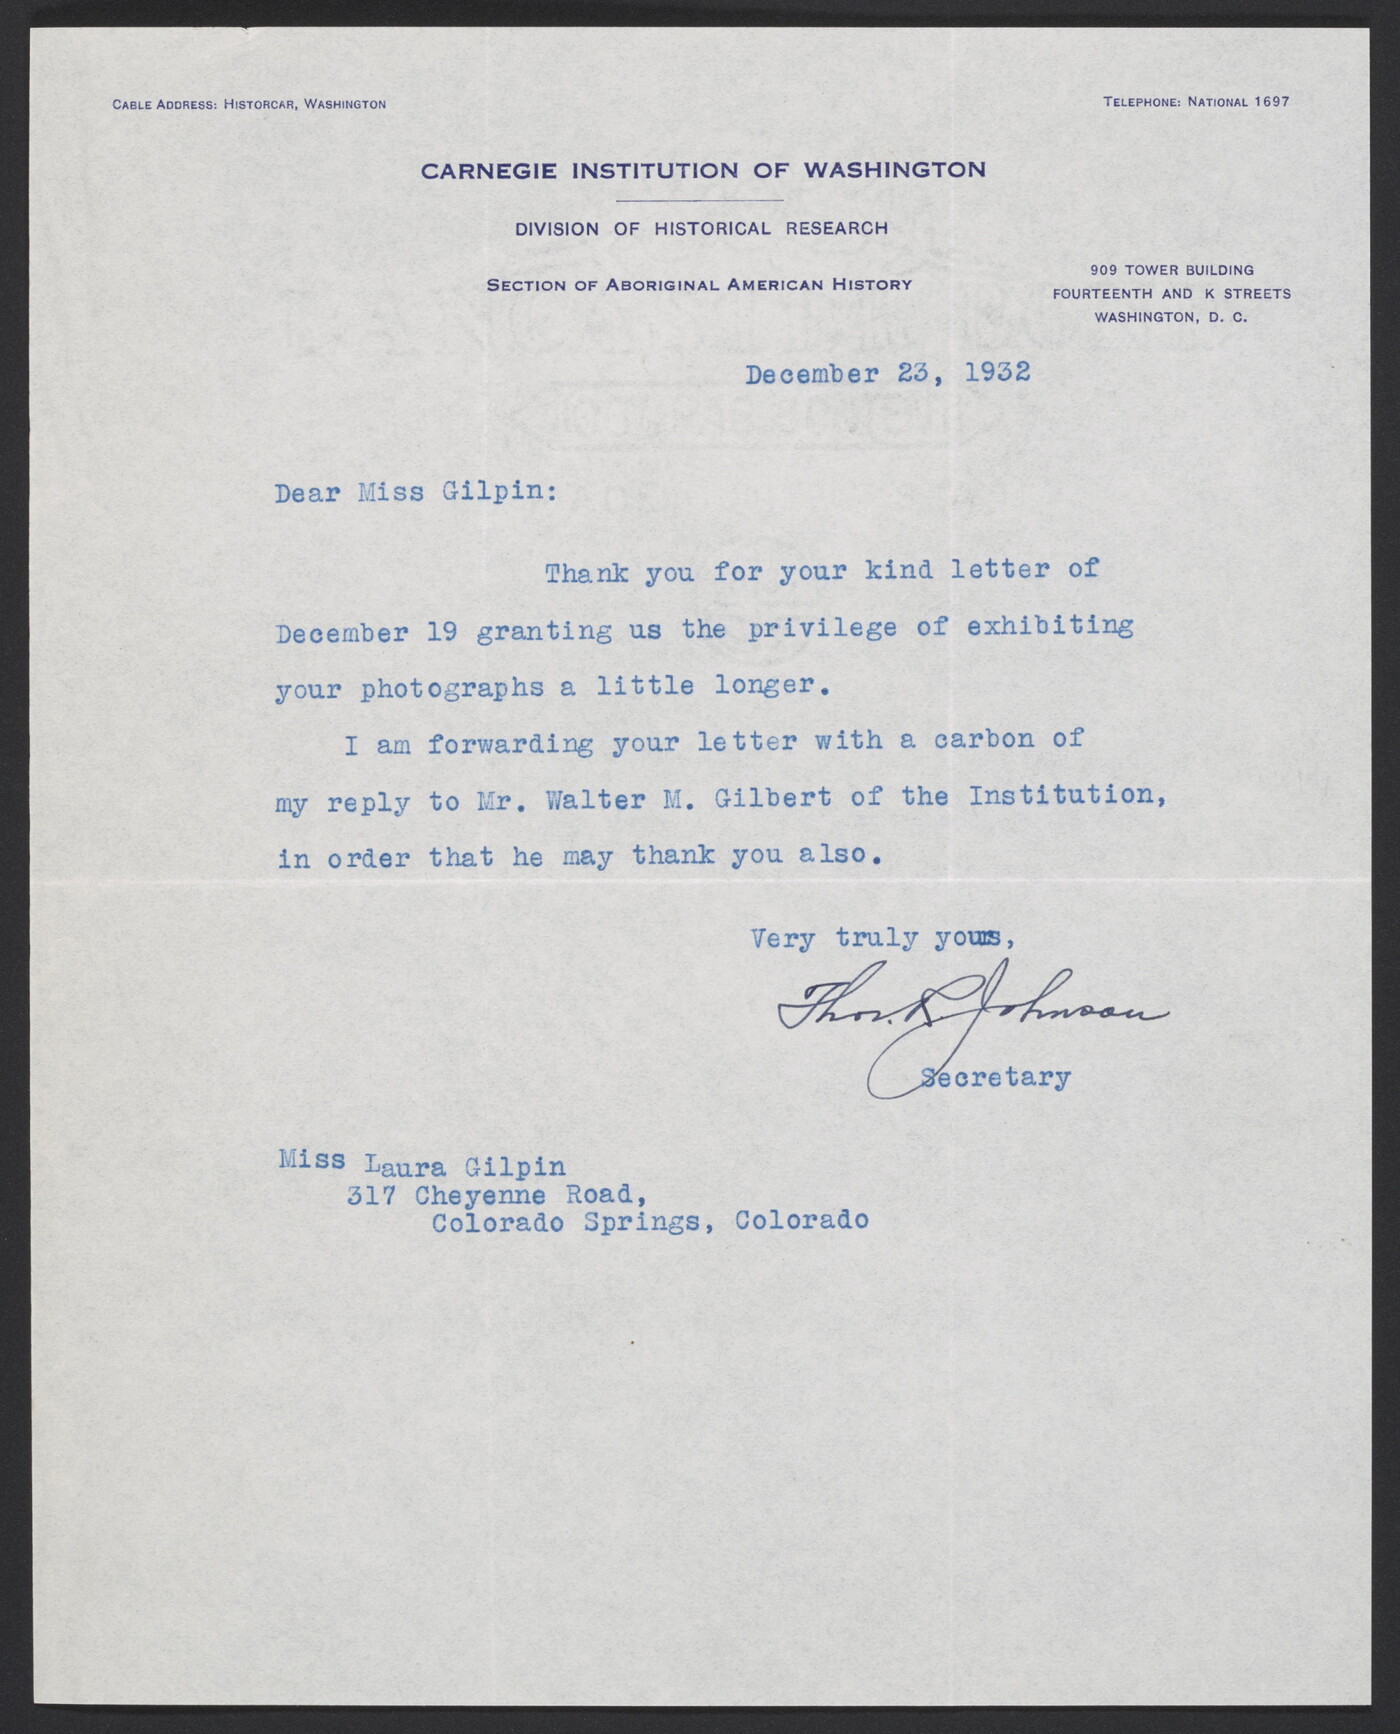 CABLE ADDRESS: HISTORCAR, WASHINGTON
TELEPHONE: NATIONAL 1697
CARNEGIE INSTITUTION OF WASHINGTON
DIVISION OF HISTORICAL RESEARCH
SECTION OF ABORIGINAL AMERICAN HISTORY
909 TOWER BUILDING
FOURTEENTH AND K STREETS
WASHINGTON, D. C.
December 23, 1932
Dear Miss Gilpin:
Thank you for your kind letter of
December 19 granting us the privilege of exhibiting
your photographs a little longer.
I am forwarding your letter with a carbon of
my reply to Mr. Walter M. Gilbert of the Institution,
in order that he may thank you also.
Very truly yours,
Thos. R. Johnson
Secretary
Miss Laura Gilpin
317 Cheyenne Road,
Colorado Springs, Colorado